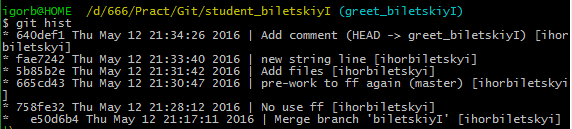 igorb@HOME /d/666/Pract/Git/student_biletskiyI (greet_biletskiyI)
$ git hist
* 640def1 Thu May 12 21:34:26 2016 | Add comment (HEAD -> greet_biletskiyI) [ihor
biletskyi]
* fae7242 Thu May 12 21:33:40 2016 | new string line [ihorbiletskyi]
* 5b85b2e Thu May 12 21:31:42 2016 | Add files [ihorbiletskyi]
* 665cd43 Thu May 12 21:30:47 2016 | pre-work to ff again (master) [ihorbiletskyi
]
* 758fe32 Thu May 12 21:28:12 2016 | No use ff [ihorbiletskyi]
*   e50d6b4 Thu May 12 21:17:11 2016 | Merge branch 'biletskiyI' [ihorbiletskyi]